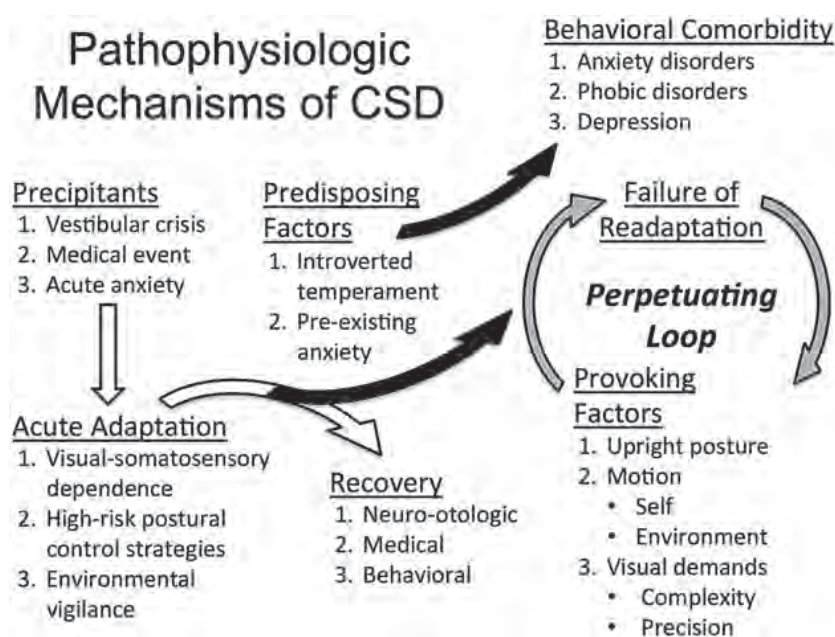 Pathophysiologic
Mechanisms of CSD
Behavioral Comorbidity
1. Anxiety disorders
2. Phobic disorders
3. Depression
Precipitants
1. Vestibular crisis
2. Medical event
3. Acute anxiety
Predisposing
Factors
1. Introverted
temperament
2. Pre-existing
anxiety
Failure of
Readaptation
Perpetuating
Loop
Provoking
Factors
1. Upright posture
2. Motion
• Self
• Environment
3. Visual demands
• Complexity
• Precision
Acute Adaptation
1. Visual-somatosensory
dependence
2. High-risk postural
control strategies
3. Environmental
vigilance
Recovery
1. Neuro-otologic
2. Medical
3. Behavioral